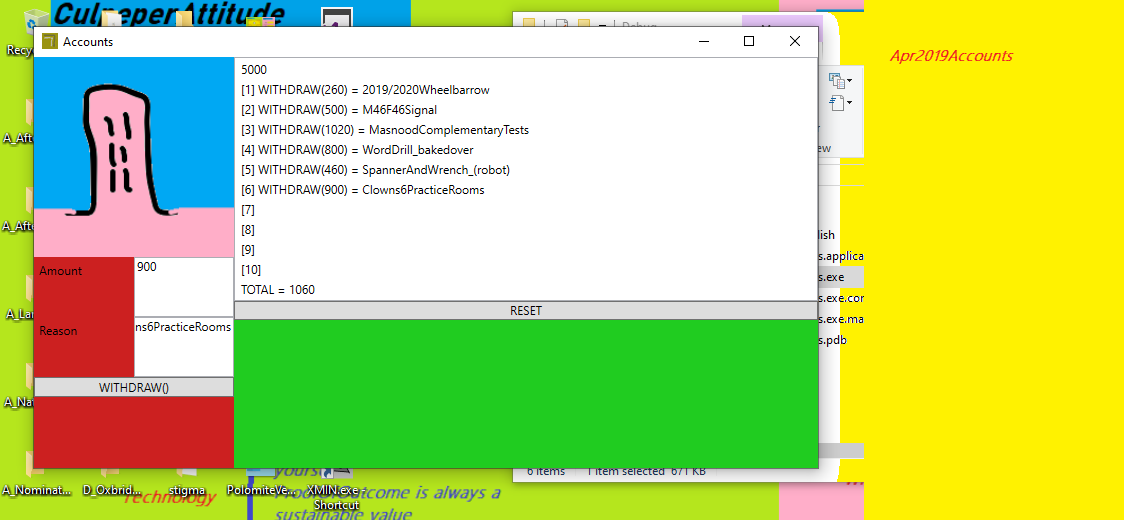 CulpeperAttitude
Recyc
Debug
Accounts
Apr2019Accounts
5000
[1] WITHDRAW(260) = 2019/2020Wheelbarrow
[2] WITHDRAW(500) = M46F46Signal
[3] WITHDRAW(1020) = MasnoodComplementaryTests
[4] WITHDRAW(800) = WordDrill_bakedover
[5] WITHDRAW(460) = SpannerAndWrench_(robot)
[6] WITHDRAW(900) = Clowns6PracticeRooms
[7]
[8]
[9]
[10]
TOTAL = 1060
RESET
Amount
900
Reason
ns6PracticeRooms
WITHDRAW()
A_Afte
A_Afte
A_Lar
A_Nat
ew
lish
s.applica
s.exe
s.exe.cor
s.exe.ma
s.pdb
6 items 1 item selected 671 KB
A_Nominat...
D_Oxbrid...
stigma
PolomiteVe...
XMIN.exe -
Shortcut
Technology
yours
Outcome is always a
sustainable value